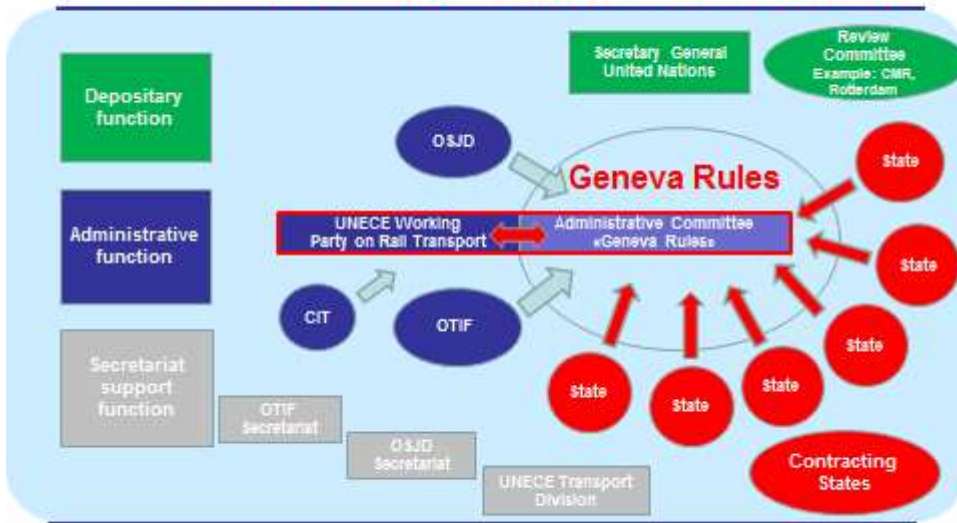 Secretary General
United Nations
Review
Committee
Example: CMR,
Rotterdam
Depositary
function
OSJD
State
Geneva Rules
Administrative
function
UNECE Working
Party on Rail Transport
Administrative Committee
«Geneva Rules»
State
CIT
OTIF
State
State
State
State
Secretariat
support
function
OTIF
Secretariat
OSJD
Secretariat
UNECE Transport
Division
Contracting
States